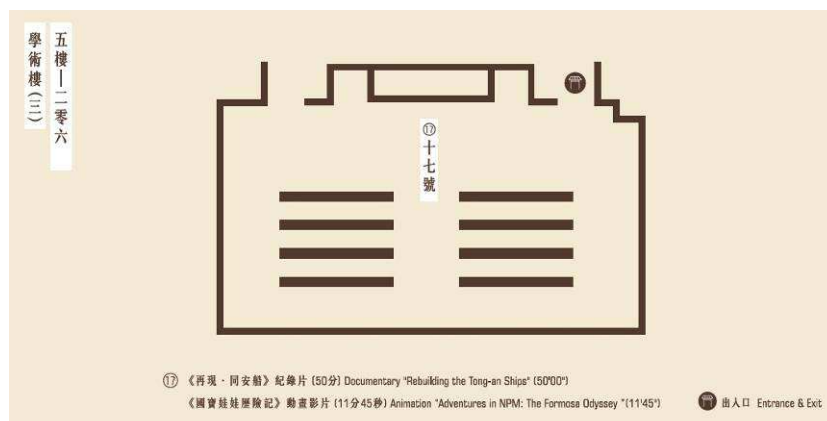 學術樓(三)
五樓—二零六
⑰十七號
⑰ 《再現．同安船》紀錄片 (50分) Documentary "Rebuilding the Tong-an Ships" (50'00")
《國寶娃娃歷險記》動畫影片 (11分45秒) Animation "Adventures in NPM: The Formosa Odyssey "(11'45")
出入口 Entrance & Exit